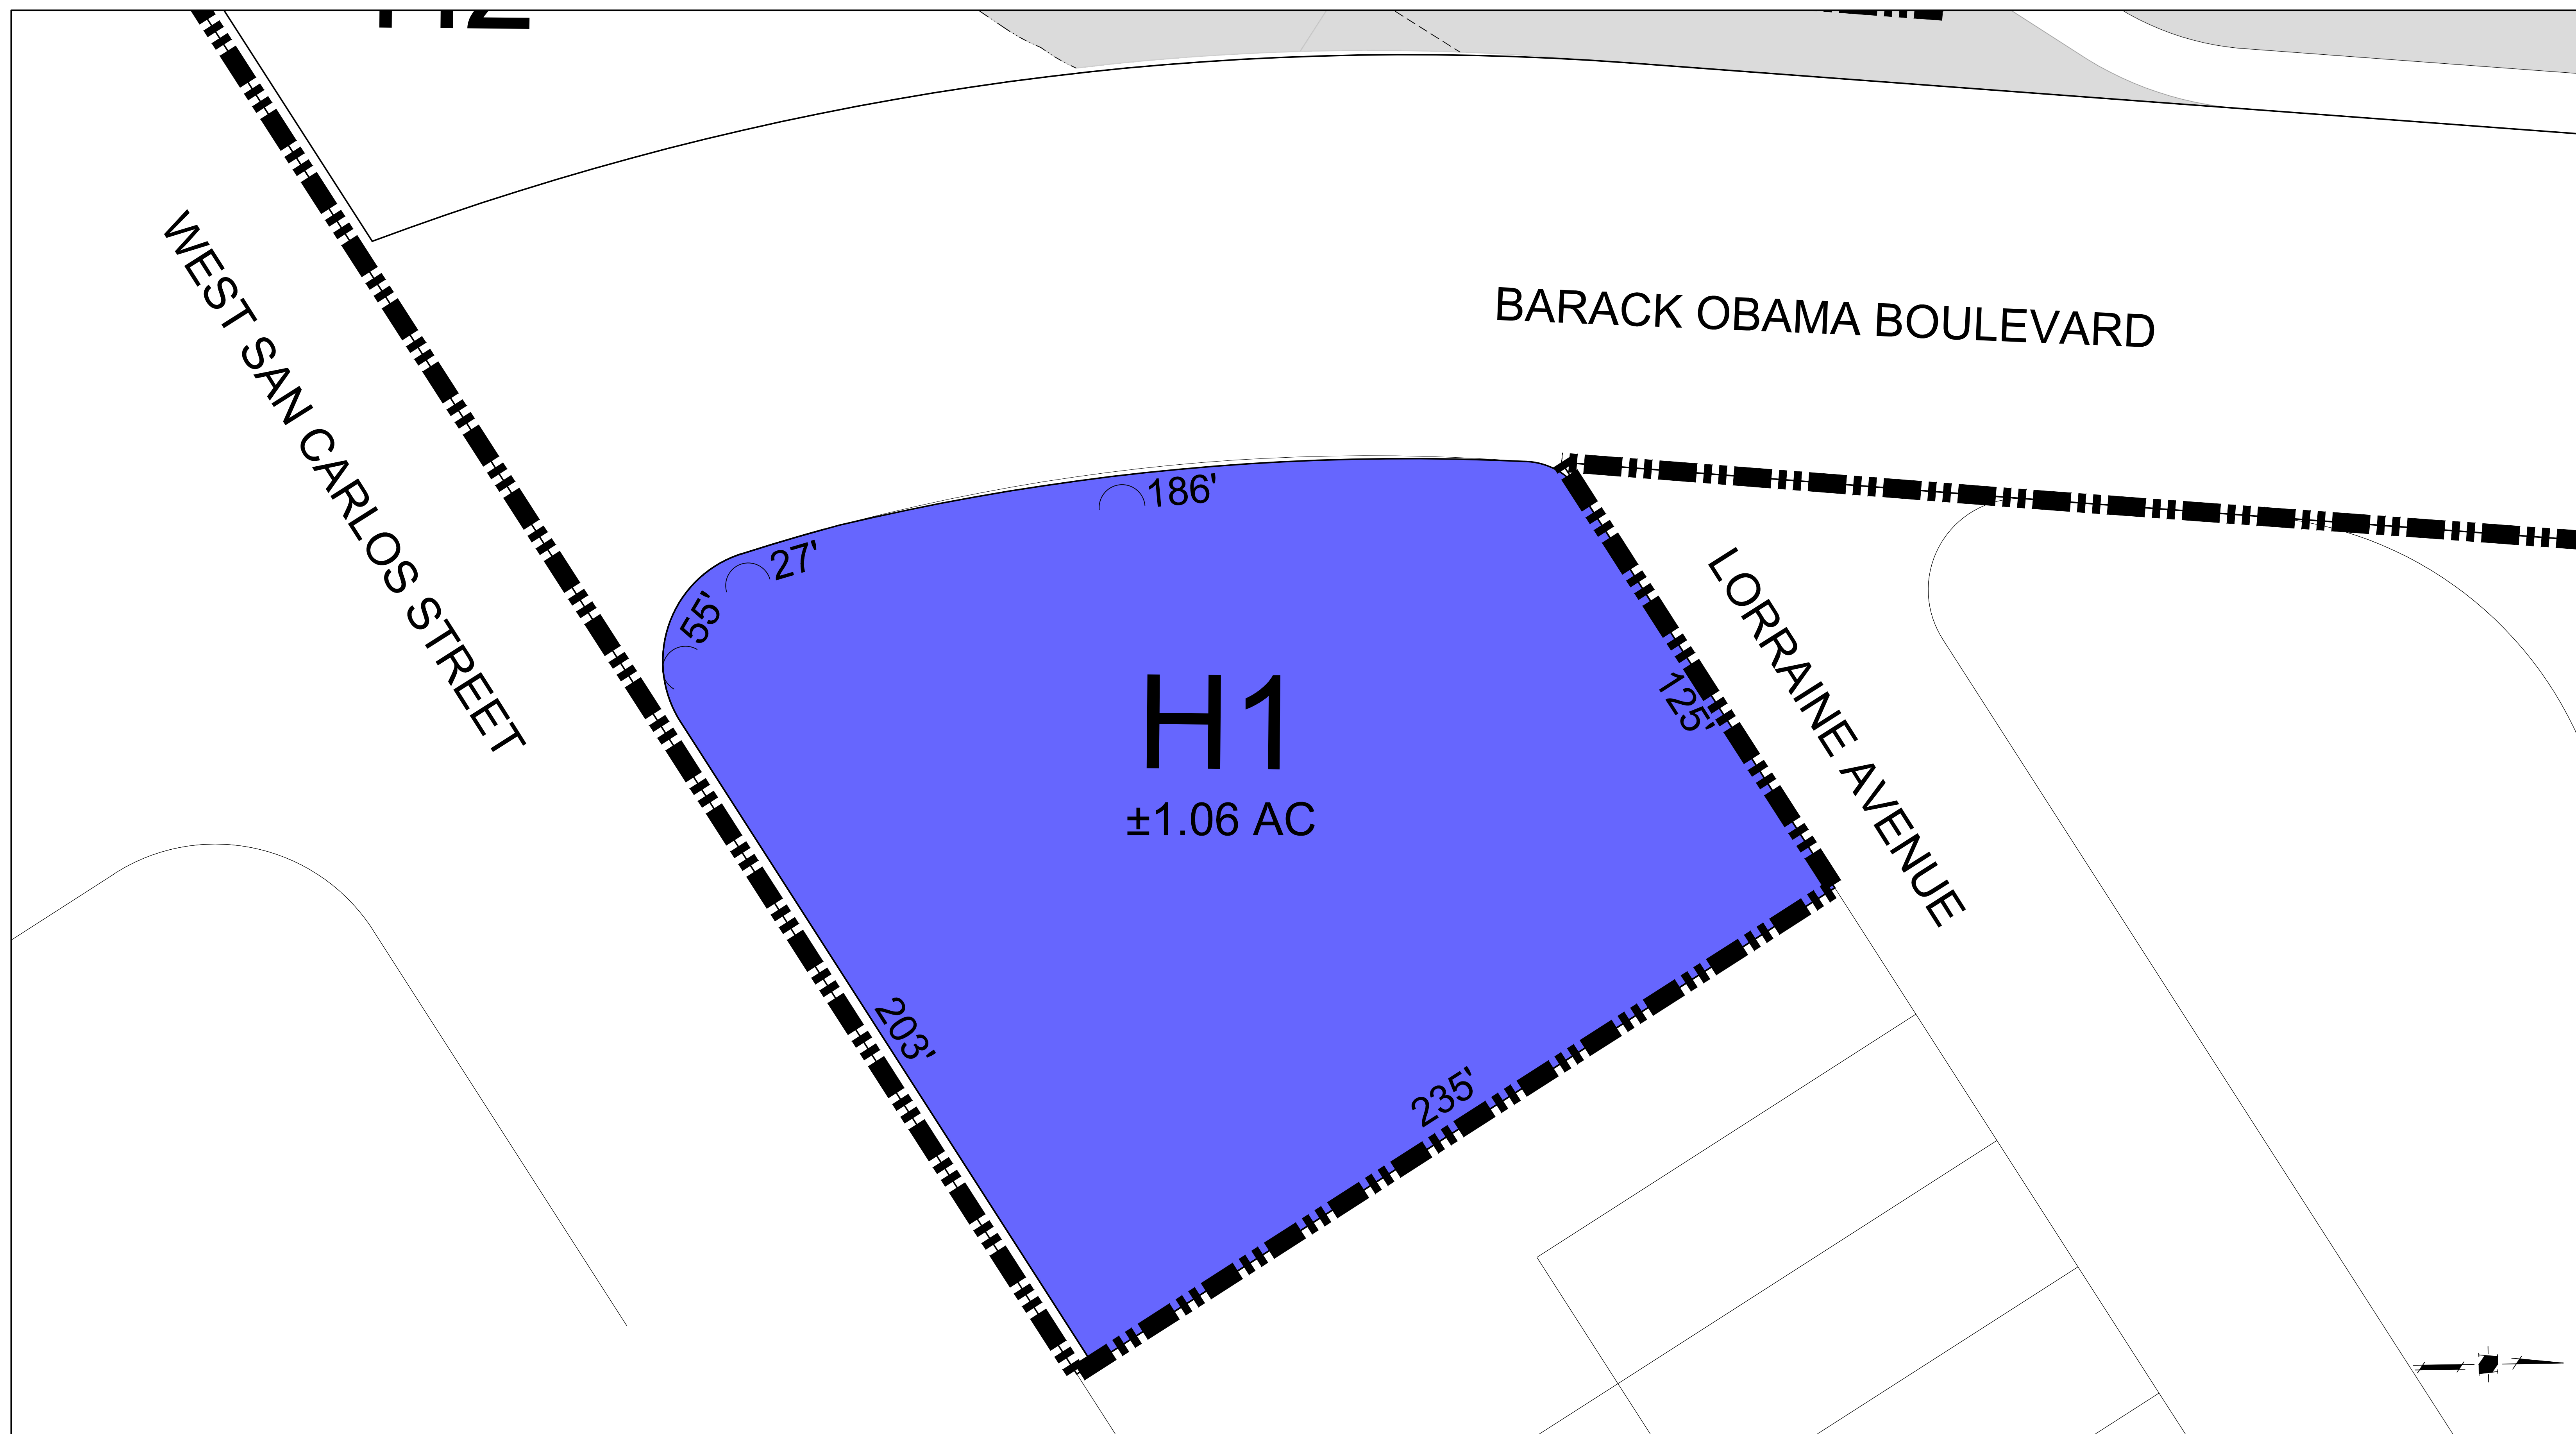 WEST SAN CARLOS STREET
BARACK OBAMA BOULEVARD
186'
27'
55'
LORRAINE AVENUE
125'
H1
±1.06 AC
203'
235'